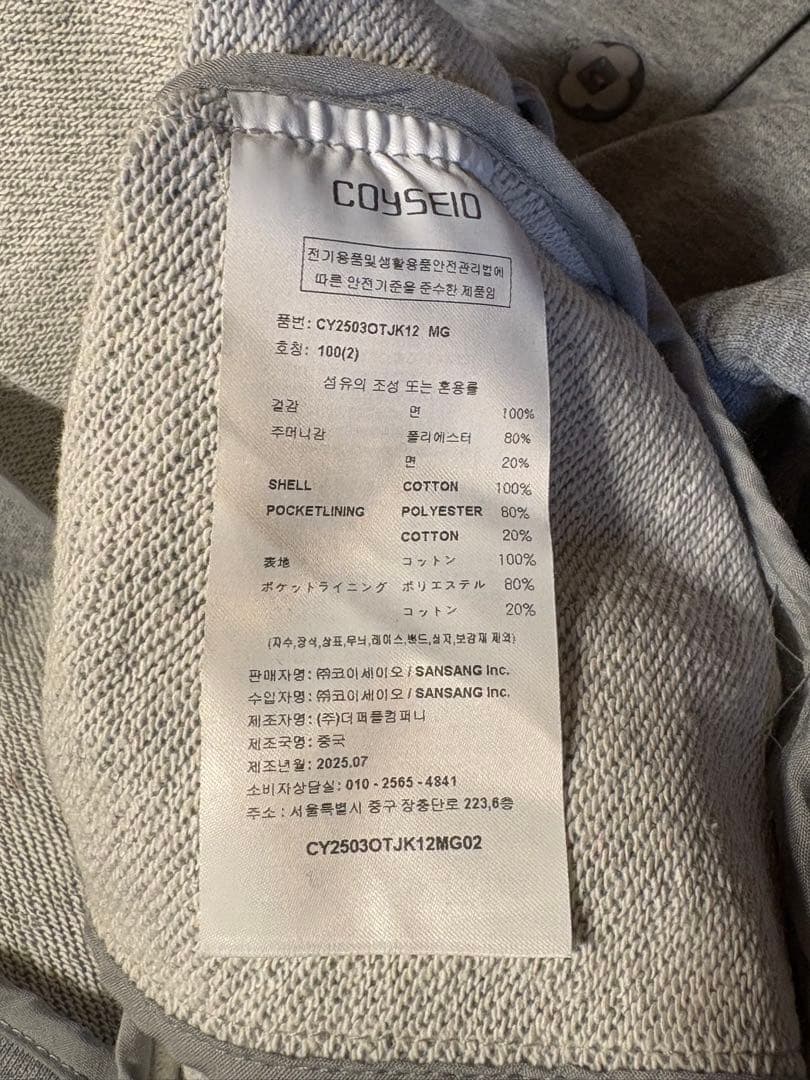 COYSEIO
전기용품및생활용품안전관리법에
따른 안전기준을 준수한 제품임
품번: CY2503OTJK12 MG
호칭: 100(2)
섬유의 조성 또는 혼용률
겉감 면 100%
주머니감 폴리에스터 80%
면 20%
SHELL COTTON 100%
POCKETLINING POLYESTER 80%
COTTON 20%
表地 コットン 100%
ポケットライニング ポリエステル 80%
コットン 20%
(자수,장식,상표,무늬,레이스,밴드,심지,보강재 제외)
판매자명: ㈜코이세이오 / SANSANG Inc.
수입자명: ㈜코이세이오 / SANSANG Inc.
제조자명: (주)더퍼플컴퍼니
제조국명: 중국
제조년월: 2025.07
소비자상담실: 010 - 2565 - 4841
주소 : 서울특별시 중구 장충단로 223,6층
CY2503OTJK12MG02